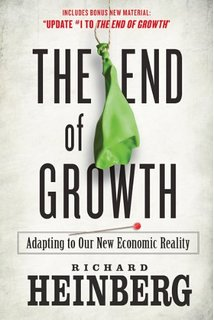 INCLUDES BONUS NEW MATERIAL:
"UPDATE #1 TO THE END OF GROWTH"
THE END
of
GROWTH
Adapting to Our New Economic Reality
RICHARD
HEINBERG